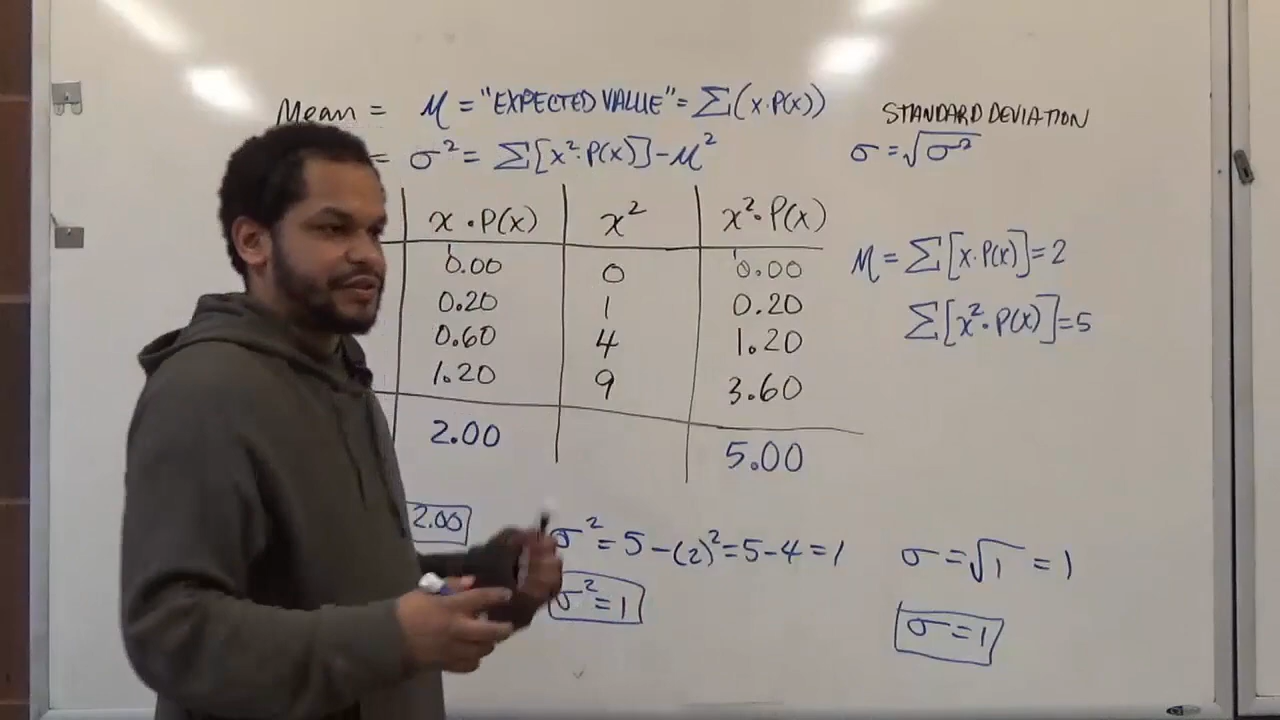 Mean = μ = "EXPECTED VALUE" = Σ(x·P(x))
= σ² = Σ[x²·P(x)] - μ²
STANDARD DEVIATION
σ = √σ²
x·P(x) x² x²·P(x)
0.00 0 0.00
0.20 1 0.20
0.60 4 1.20
1.20 9 3.60
2.00 5.00
μ = Σ[x·P(x)] = 2
Σ[x²·P(x)] = 5
2.00
σ² = 5 - (2)² = 5 - 4 = 1
σ² = 1
σ = √1 = 1
σ = 1